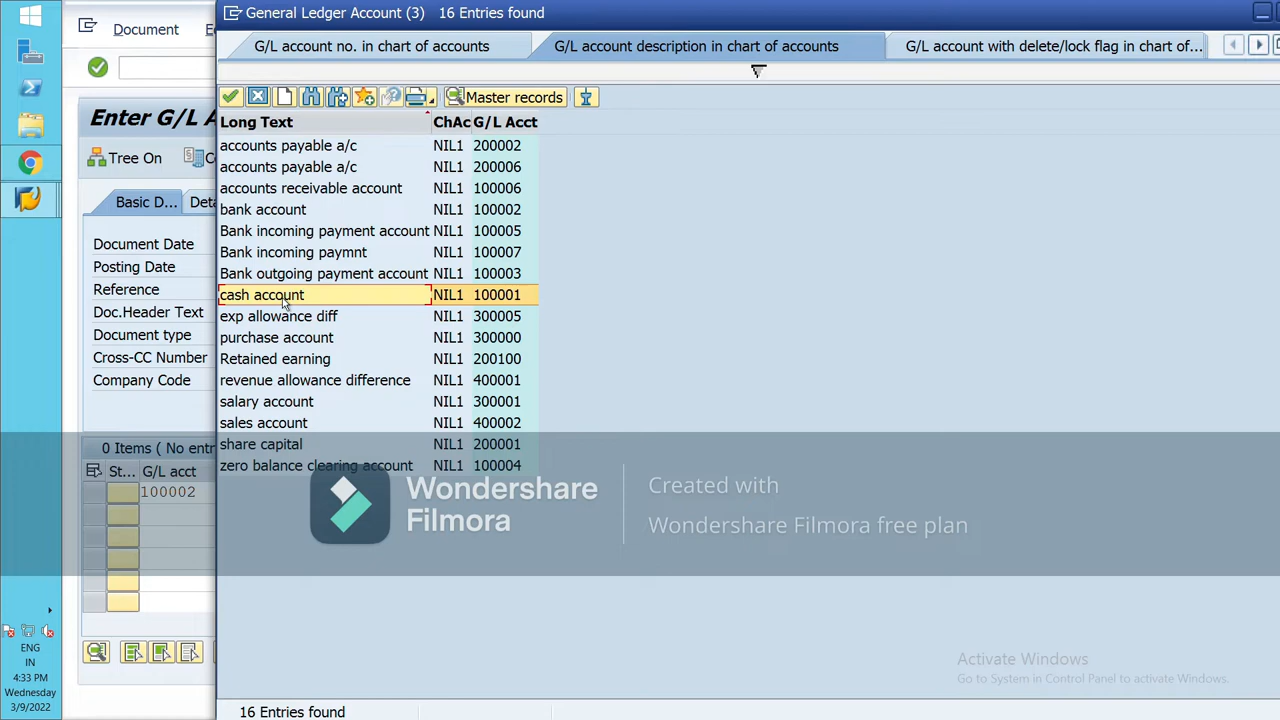 Document
General Ledger Account (3) 16 Entries found
G/L account no. in chart of accounts
G/L account description in chart of accounts
G/L account with delete/lock flag in chart of...
Enter G/L A
Tree On
Master records
Long Text ChAc G/L Acct
accounts payable a/c NIL1 200002
accounts payable a/c NIL1 200006
accounts receivable account NIL1 100006
bank account NIL1 100002
Bank incoming payment account NIL1 100005
Bank incoming paymnt NIL1 100007
Bank outgoing payment account NIL1 100003
cash account NIL1 100001
exp allowance diff NIL1 300005
purchase account NIL1 300000
Retained earning NIL1 200100
revenue allowance difference NIL1 400001
salary account NIL1 300001
sales account NIL1 400002
share capital NIL1 200001
zero balance clearing account NIL1 100004
Basic D...
Document Date
Posting Date
Reference
Doc.Header Text
Document type
Cross-CC Number
Company Code
0 Items ( No entr
St... G/L acct
100002
Wondershare
Filmora
Created with
Wondershare Filmora free plan
Activate Windows
Go to System in Control Panel to activate Windows.
ENG
IN
4:33 PM
Wednesday
3/9/2022
16 Entries found